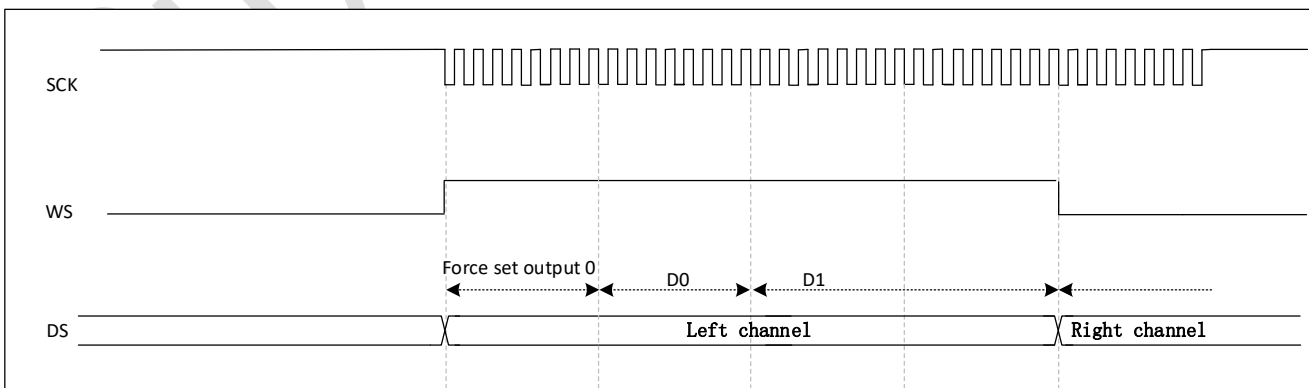 SCK
WS
Force set output 0
D0
D1
DS
Left channel
Right channel